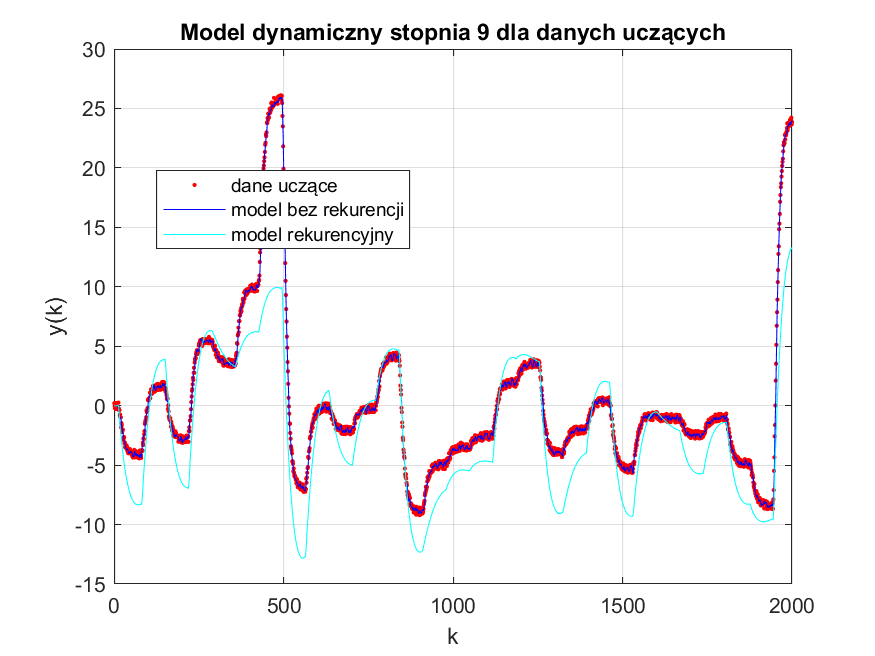 Model dynamiczny stopnia 9 dla danych uczących
30
25
20
15
10
5
0
-5
-10
-15
y(k)
dane uczące
model bez rekurencji
model rekurencyjny
0 500 1000 1500 2000
k